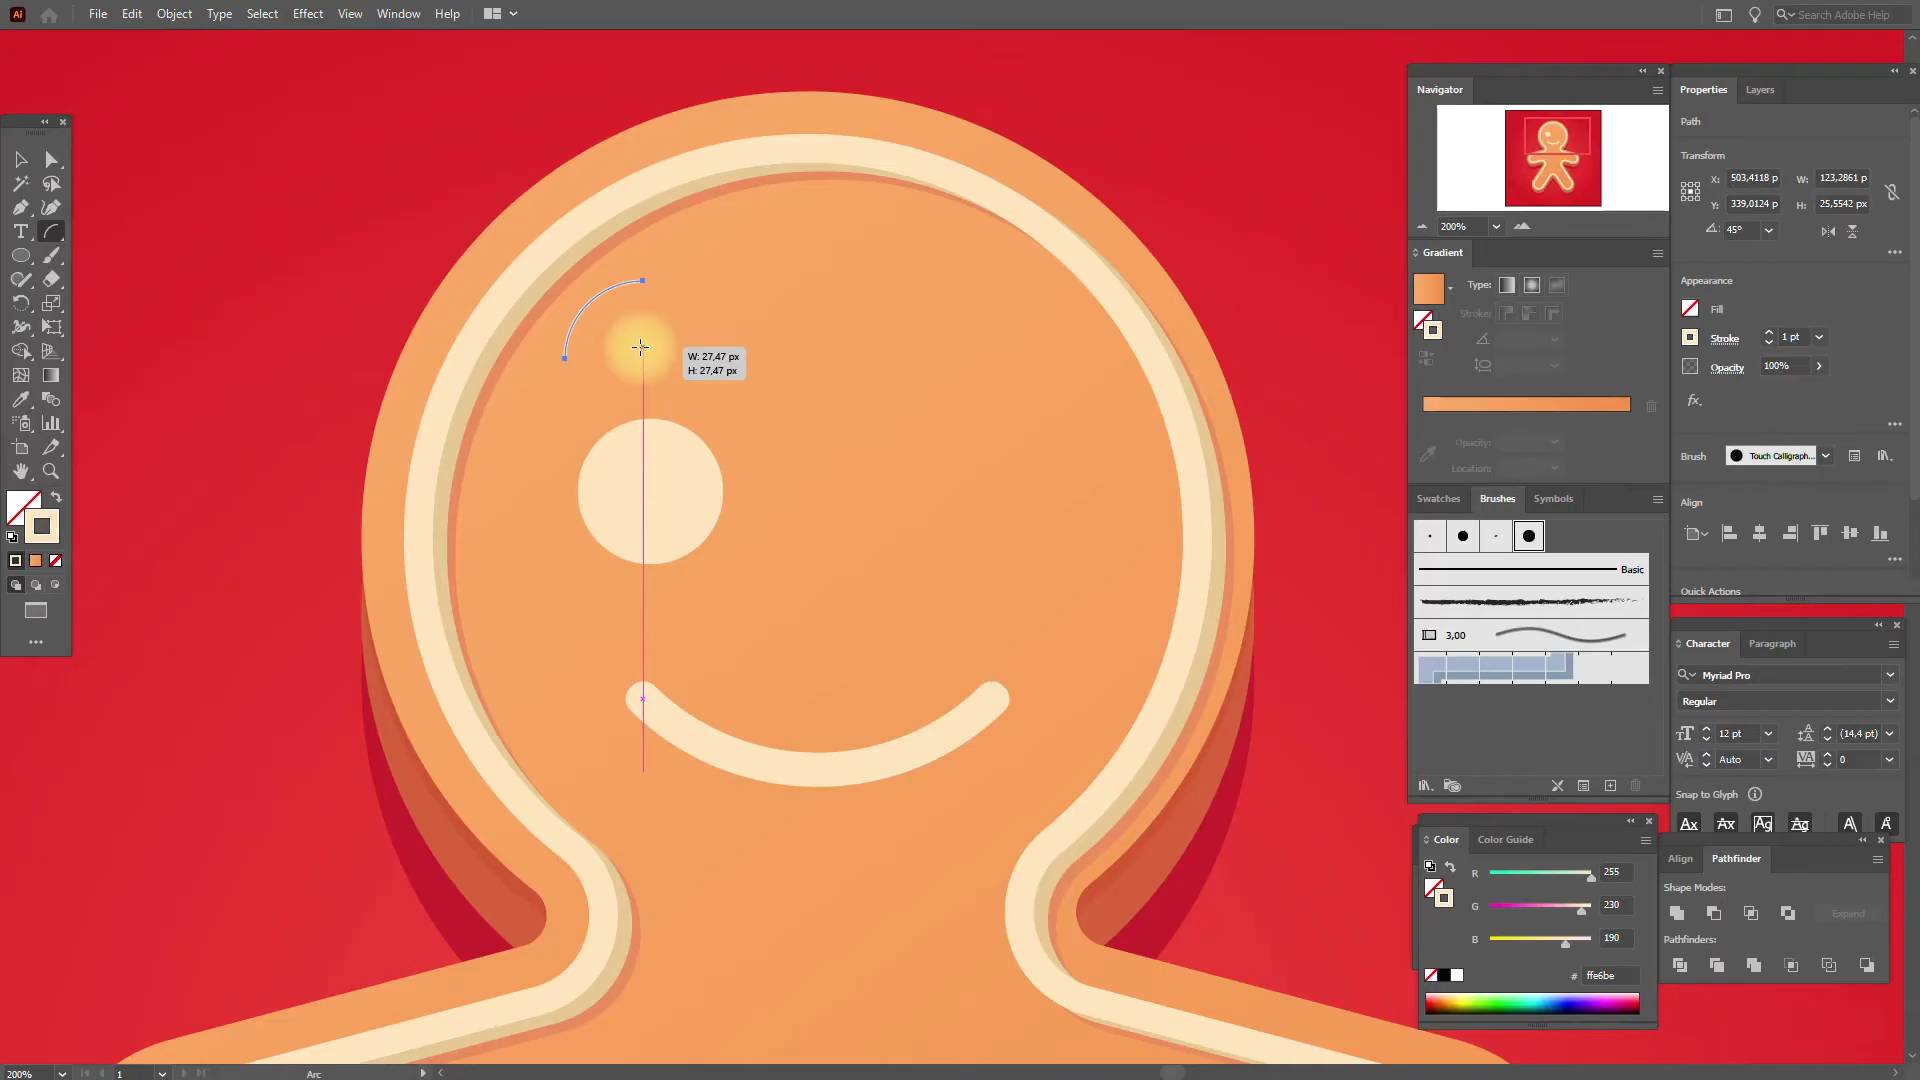 Ai
File Edit Object Type Select Effect View Window Help
Search Adobe Help
Navigator
200%
Properties Layers
Path
Transform
X: 503,4118 p W: 123,2861 p
Y: 339,0124 p H: 25,5542 px
45°
Appearance
Fill
Stroke 1 pt
Opacity 100%
fx.
Brush Touch Calligraph...
Align
Quick Actions
Gradient
Type:
Stroke:
Opacity:
Location:
Swatches Brushes Symbols
Basic
3,00
W: 27,47 px
H: 27,47 px
Character Paragraph
Myriad Pro
Regular
12 pt (14,4 pt)
Auto 0
Snap to Glyph
Color Color Guide
R 255
G 230
B 190
# ffe6be
Align Pathfinder
Shape Modes:
Expand
Pathfinders:
200% 1 Arc